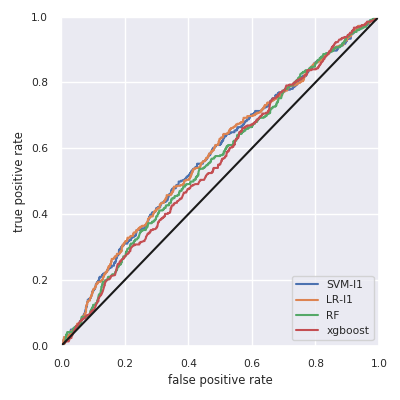 1.0
0.8
0.6
0.4
0.2
0.0
true positive rate
SVM-l1
LR-l1
RF
xgboost
0.0 0.2 0.4 0.6 0.8 1.0
false positive rate